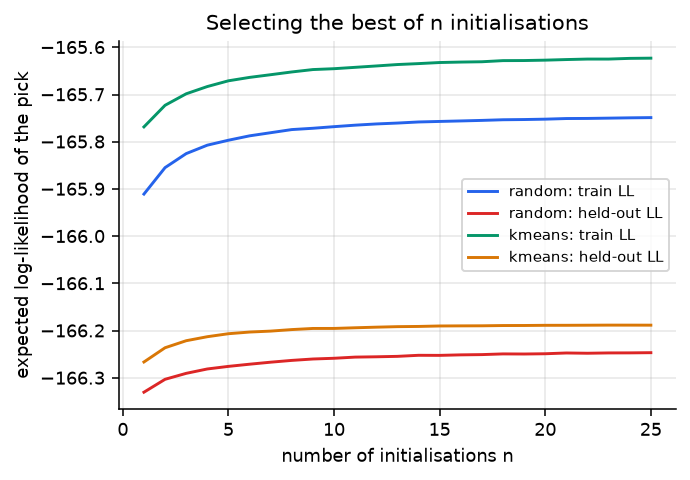 Selecting the best of n initialisations
expected log-likelihood of the pick
−165.6
−165.7
−165.8
−165.9
−166.0
−166.1
−166.2
−166.3
random: train LL
random: held-out LL
kmeans: train LL
kmeans: held-out LL
0 5 10 15 20 25
number of initialisations n